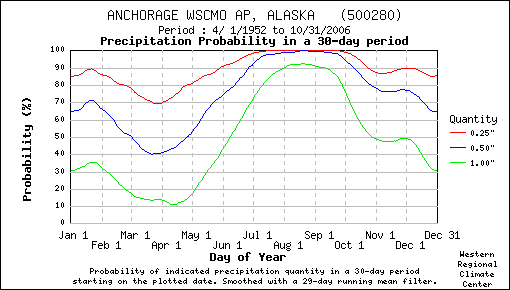 ANCHORAGE WSCMO AP, ALASKA (500280)
Period : 4/ 1/1952 to 10/31/2006
Precipitation Probability in a 30-day period
100
90
80
70
60
50
40
30
20
10
0
Probability (%)
Quantity
0.25"
0.50"
1.00"
Jan 1 Mar 1 May 1 Jul 1 Sep 1 Nov 1 Dec 31
Feb 1 Apr 1 Jun 1 Aug 1 Oct 1 Dec 1
Day of Year
Probability of indicated precipitation quantity in a 30-day period
starting on the plotted date. Smoothed with a 29-day running mean filter.
Western
Regional
Climate
Center